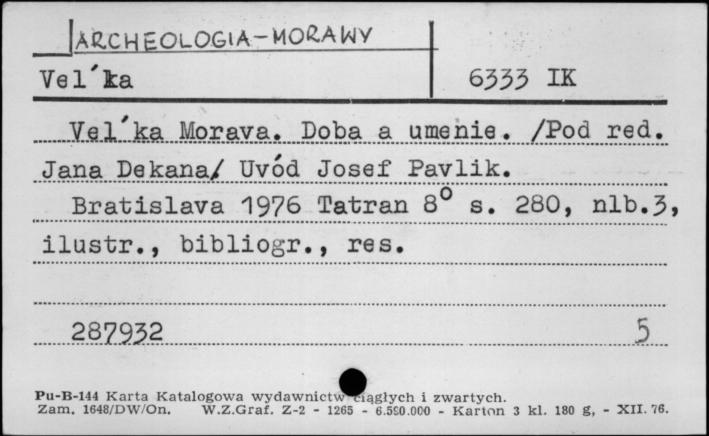 ARCHEOLOGIA-MORAWY
Vel´ka 6333 IK
Vel´ka Morava. Doba a umenie. /Pod red.
Jana Dekana/ Uvód Josef Pavlik.
Bratislava 1976 Tatran 8° s. 280, nlb.3,
ilustr., bibliogr., res.
287932 5
Pu-B-144 Karta Katalogowa wydawnictw ciągłych i zwartych.
Zam. 1648/DW/On. W.Z.Graf. Z-2 - 1265 - 6.500.000 - Karton 3 kl. 180 g, - XII. 76.